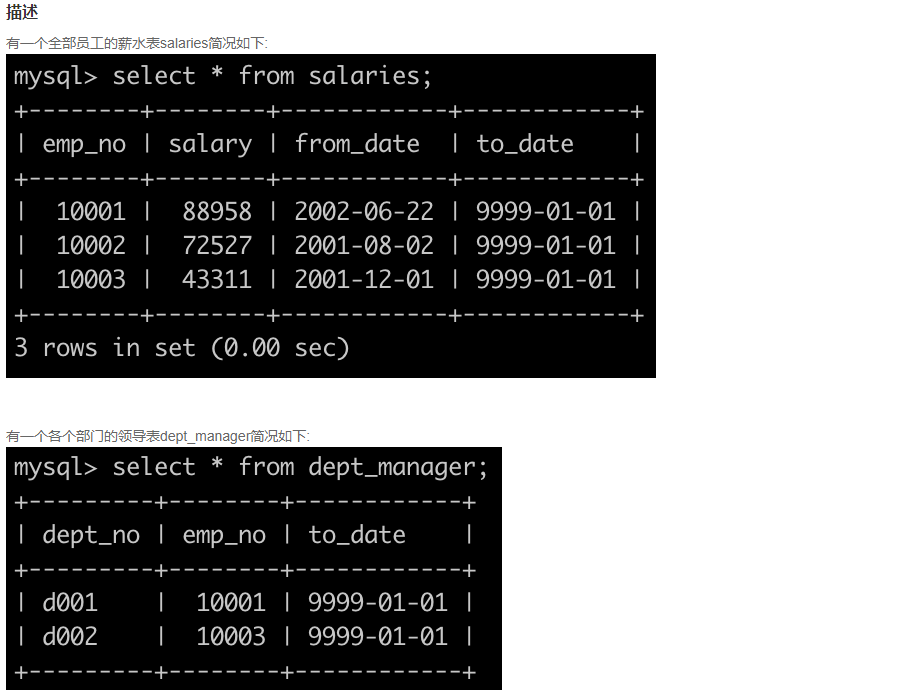 描述
有一个全部员工的薪水表salaries简况如下:
mysql> select * from salaries;
+--------+--------+------------+------------+
| emp_no | salary | from_date  | to_date    |
+--------+--------+------------+------------+
|  10001 |  88958 | 2002-06-22 | 9999-01-01 |
|  10002 |  72527 | 2001-08-02 | 9999-01-01 |
|  10003 |  43311 | 2001-12-01 | 9999-01-01 |
+--------+--------+------------+------------+
3 rows in set (0.00 sec)
有一个各个部门的领导表dept_manager简况如下:
mysql> select * from dept_manager;
+---------+--------+------------+
| dept_no | emp_no | to_date    |
+---------+--------+------------+
| d001    |  10001 | 9999-01-01 |
| d002    |  10003 | 9999-01-01 |
+---------+--------+------------+